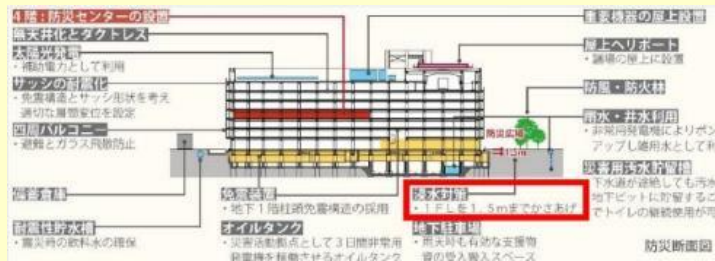 4階:防災センターの設置
無天井化とダクトレス
太陽光発電
・補助電力として利用
サッシの耐震化
・免震構造とサッシ形状を考え
適切な層間変位を設定
四周バルコニー
・避難とガラス飛散防止
備蓄倉庫
耐震性貯水槽
・震災時の飲料水の確保
免震装置
・地下1階柱頭免震構造の採用
オイルタンク
・災害活動拠点として3日間非常用
発電機を稼働させるオイルタンク
浸水対策
・1FLを1.5mまでかさあげ
地下駐車場
・雨天時も有効な支援物
資の受入搬入スペース
重要機器の屋上設置
屋上ヘリポート
・議場の屋上に設置
防風・防火林
雨水・井水利用
・非常用発電機によりポン
アップし雑用水として利
災害用汚水貯留槽
下水道が途絶しても汚水
地下ピットに貯留するこ
でトイレの継続使用が可
防災広場
1.5m
防災断面図